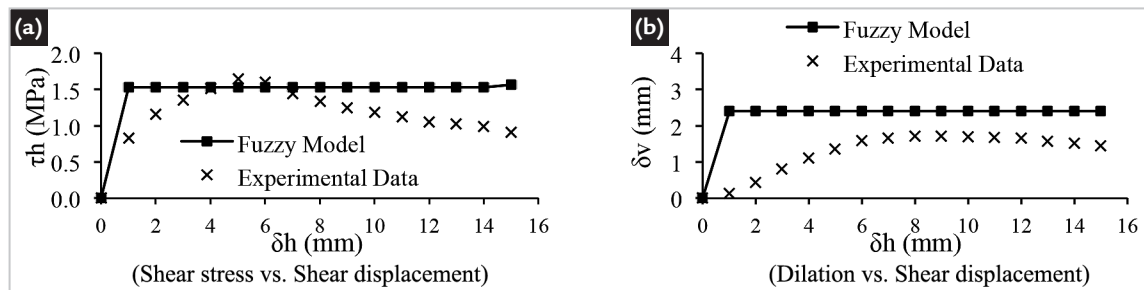 (a)
2.0
1.5
1.0
0.5
0.0
τh (MPa)
Fuzzy Model
Experimental Data
0 2 4 6 8 10 12 14 16
δh (mm)
(Shear stress vs. Shear displacement)
(b)
Fuzzy Model
Experimental Data
4
3
2
1
0
δv (mm)
0 2 4 6 8 10 12 14 16
δh (mm)
(Dilation vs. Shear displacement)